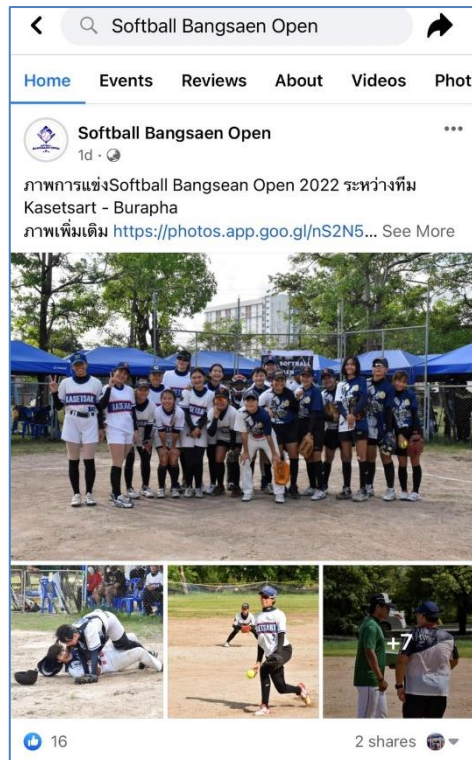 Softball Bangsaen Open
Home Events Reviews About Videos Phot
Softball Bangsaen Open
1d
ภาพการแข่งSoftball Bangsean Open 2022 ระหว่างทีม
Kasetsart - Burapha
ภาพเพิ่มเติม https://photos.app.goo.gl/nS2N5... See More
SOFTBALL
KASETSART
KASETSART
KASETSART
+7
16
2 shares